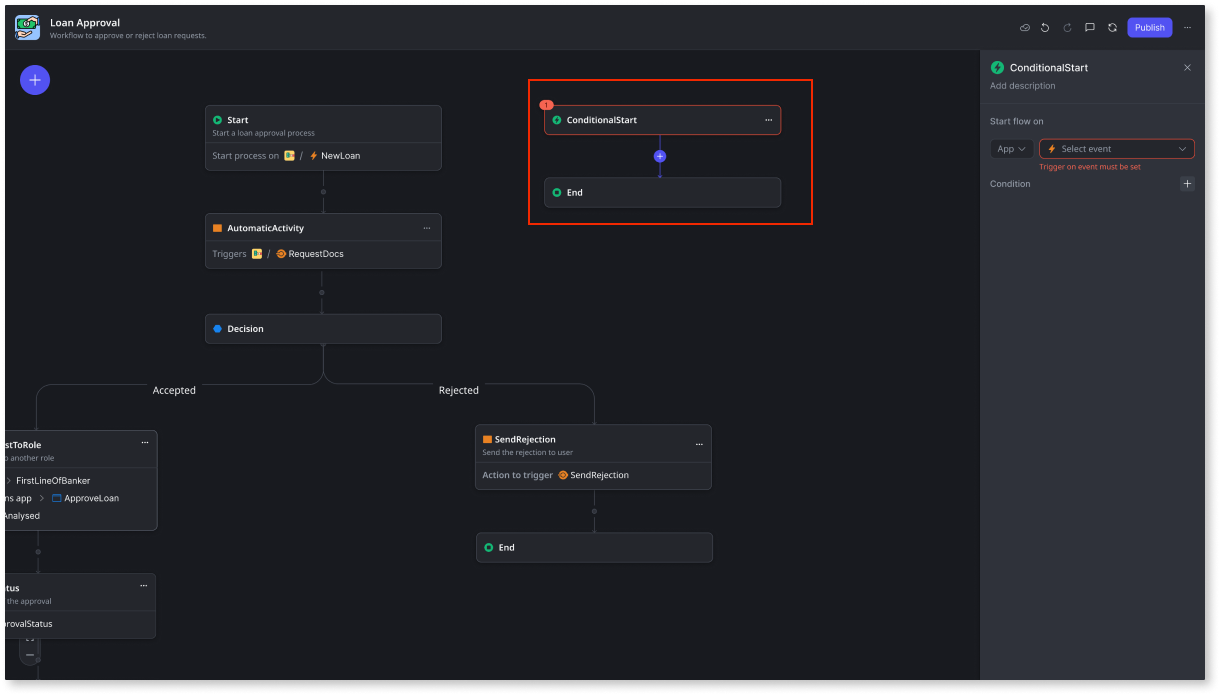 Loan Approval
Workflow to approve or reject loan requests.
Publish
Start
Start a loan approval process
Start process on / NewLoan
AutomaticActivity
Triggers / RequestDocs
Decision
Accepted
Rejected
stToRole
o another role
FirstLineOfBanker
ns app > ApproveLoan
Analysed
tus
the approval
rovalStatus
SendRejection
Send the rejection to user
Action to trigger SendRejection
End
1
ConditionalStart
End
ConditionalStart
Add description
Start flow on
App Select event
Trigger on event must be set
Condition